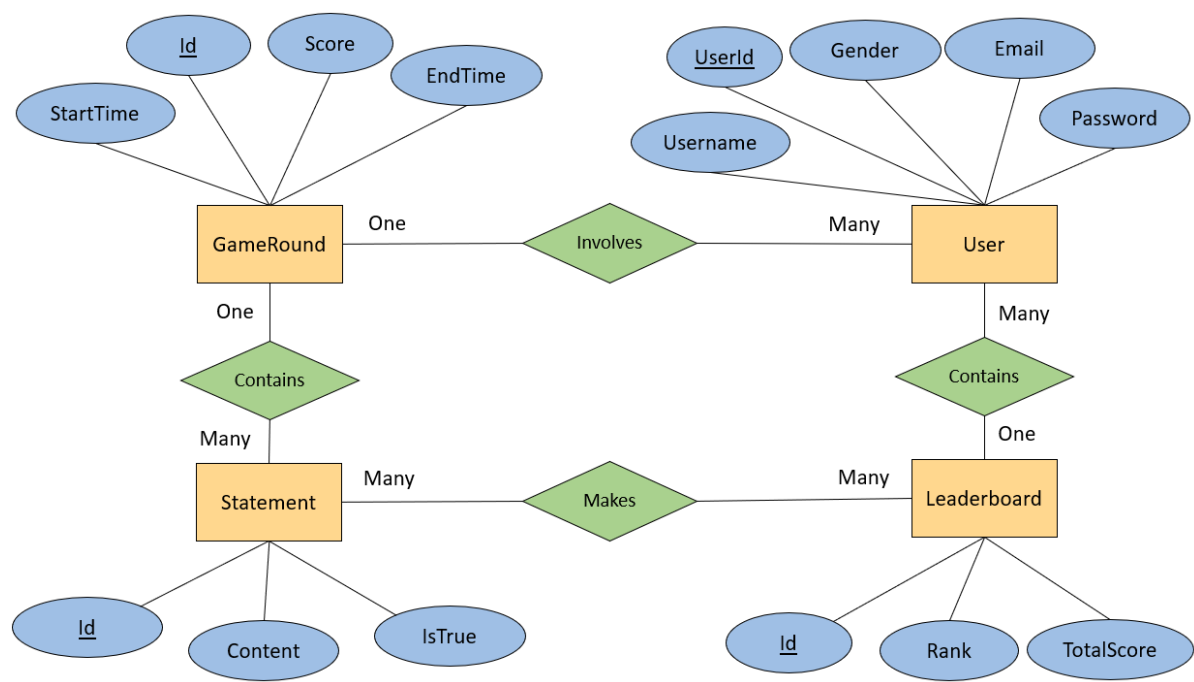 Id
Score
EndTime
StartTime
UserId
Gender
Email
Password
Username
GameRound
One
Involves
Many
User
One
Contains
Many
Many
Contains
One
Statement
Many
Makes
Many
Leaderboard
Id
Content
IsTrue
Id
Rank
TotalScore